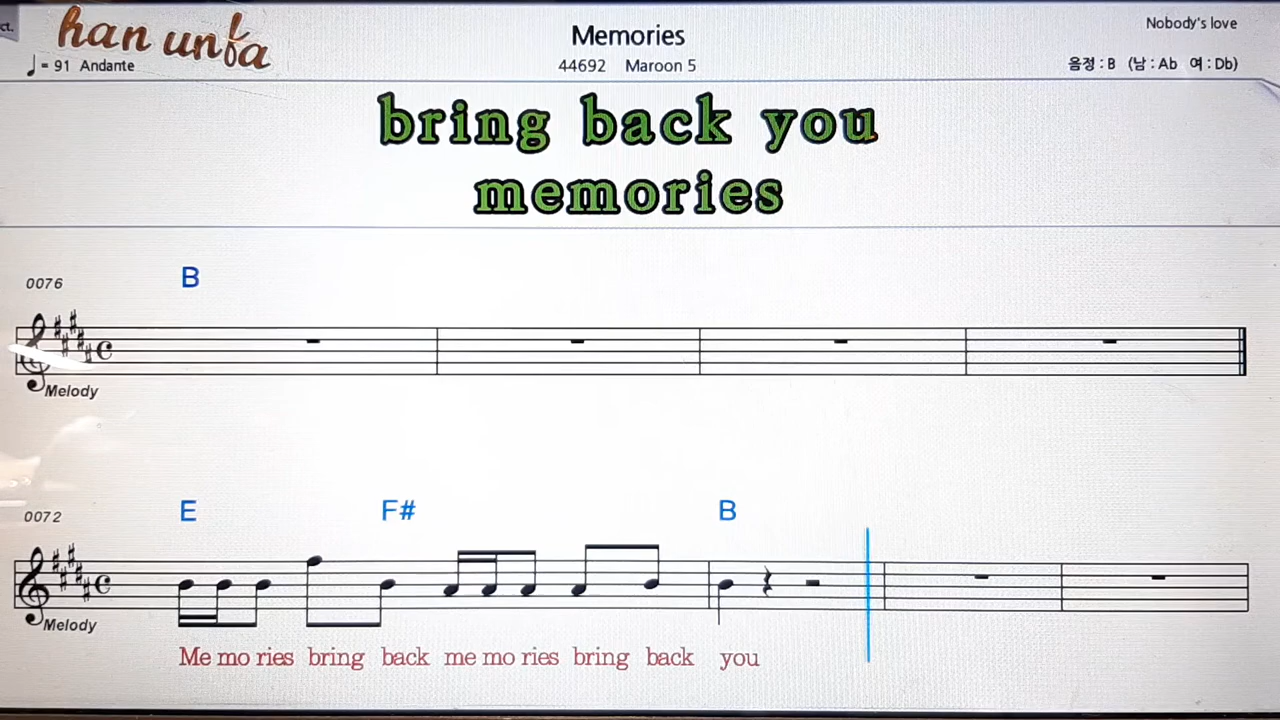 ct.
han unfa
♩= 91 Andante
Memories
44692 Maroon 5
Nobody's love
음정 : B (남 : Ab 여 : Db)
bring back you
memories
0076
B
Melody
0072
E F# B
Melody
Me mo ries bring back me mo ries bring back you